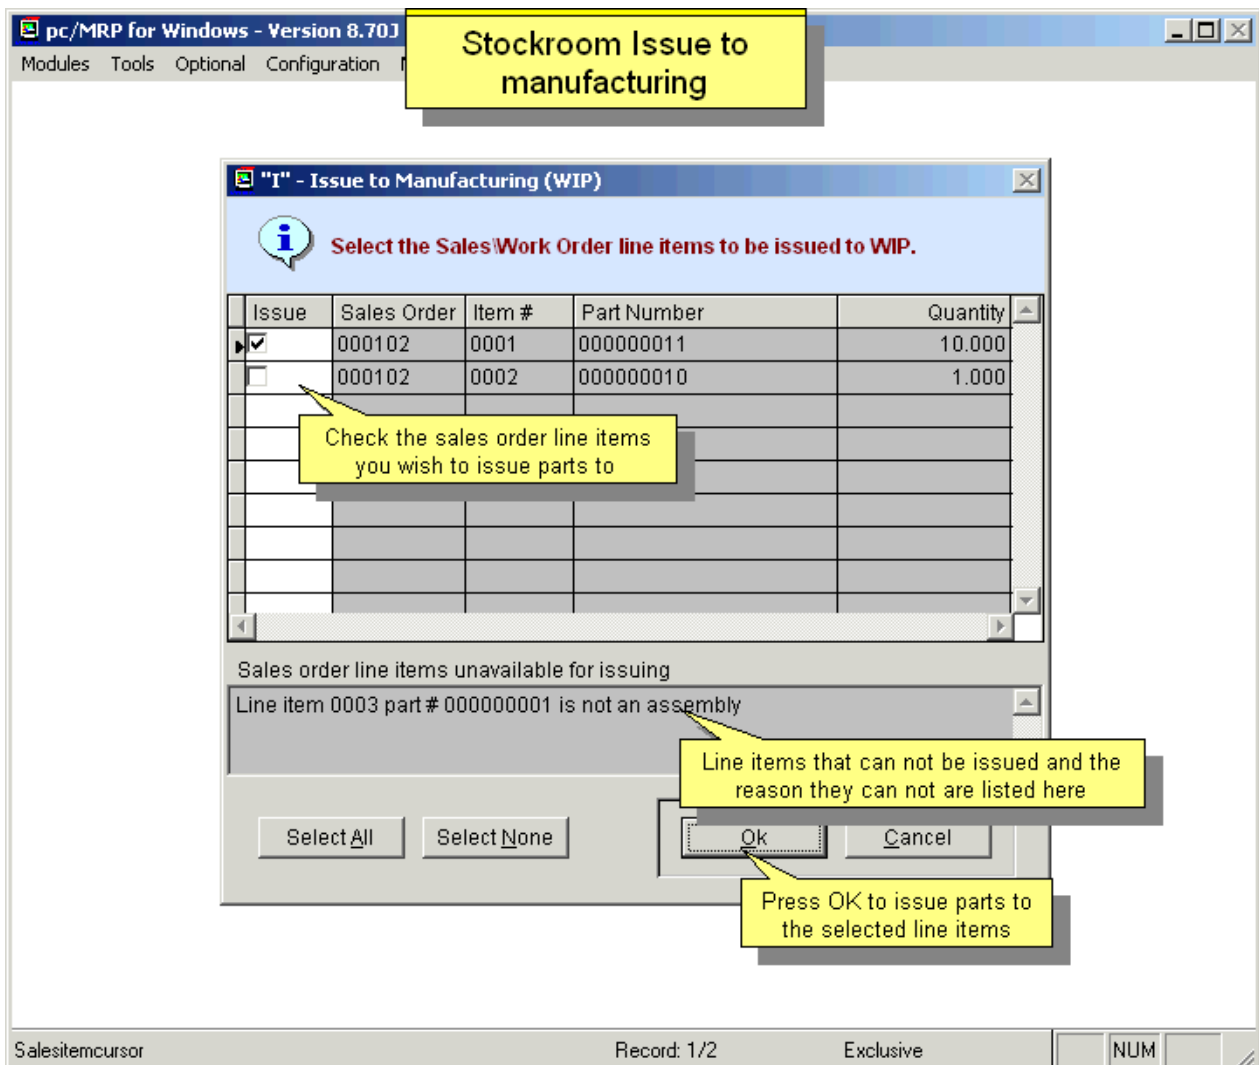 pc/MRP for Windows - Version 8.70J
Stockroom Issue to
manufacturing
Modules Tools Optional Configuration
"I" - Issue to Manufacturing (WIP)
Select the Sales\Work Order line items to be issued to WIP.
Issue Sales Order Item # Part Number Quantity
000102 0001 000000011 10.000
000102 0002 000000010 1.000
Check the sales order line items
you wish to issue parts to
Sales order line items unavailable for issuing
Line item 0003 part # 000000001 is not an assembly
Line items that can not be issued and the
reason they can not are listed here
Select All Select None Ok Cancel
Press OK to issue parts to
the selected line items
Salesitemcursor Record: 1/2 Exclusive NUM